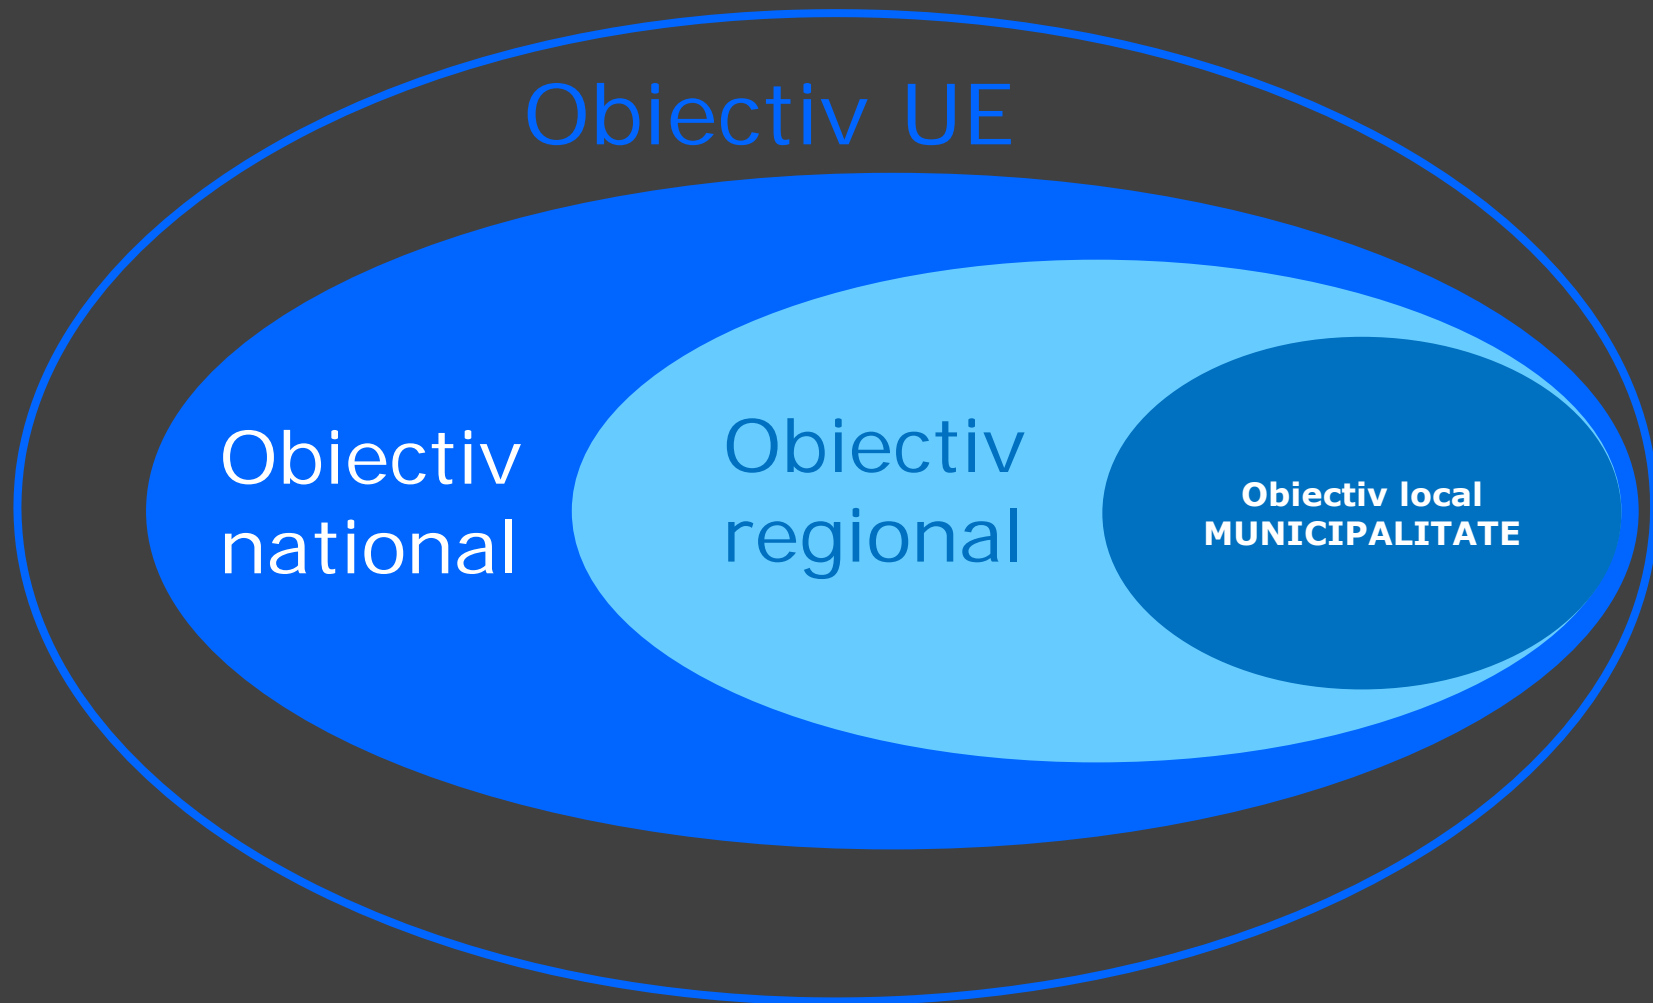 Obiectiv UE
Obiectiv
national
Obiectiv
regional
Obiectiv local
MUNICIPALITATE